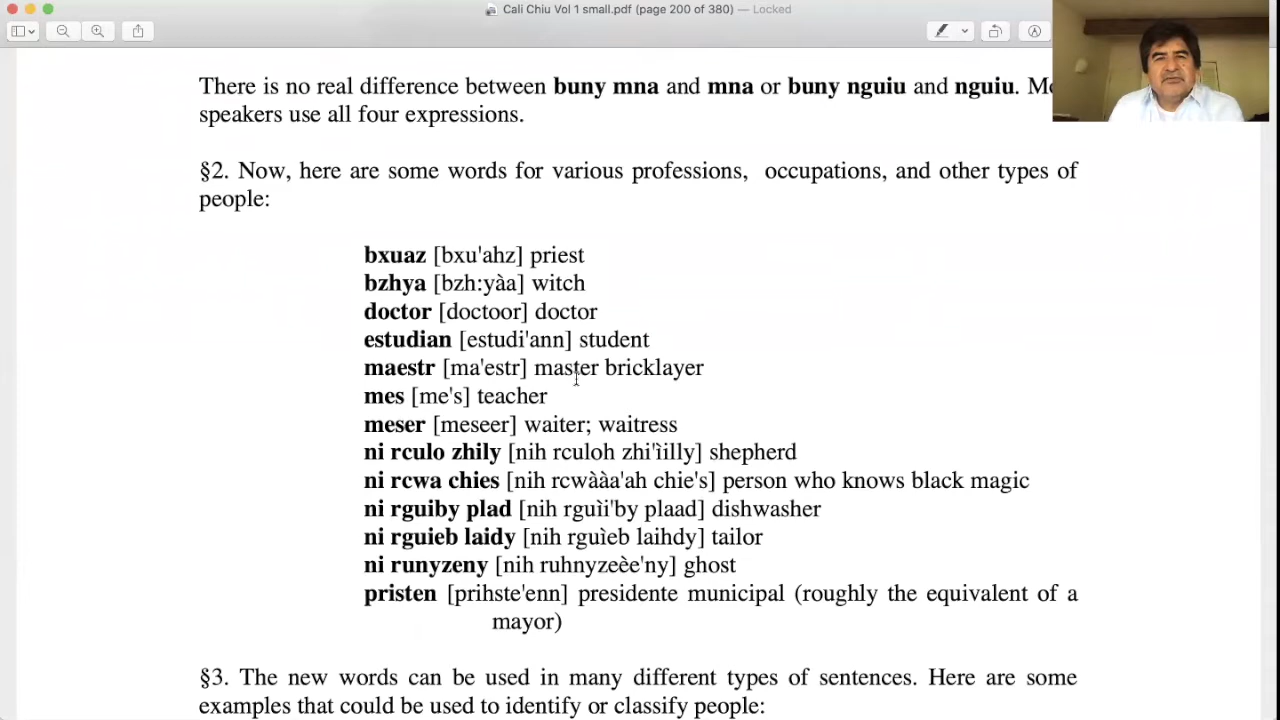 Cali Chiu Vol 1 small.pdf (page 200 of 380) — Locked
There is no real difference between buny mna and mna or buny nguiu and nguiu.
speakers use all four expressions.
§2. Now, here are some words for various professions, occupations, and other types of
people:
bxuaz [bxu'ahz] priest
bzhya [bzh:yàa] witch
doctor [doctoor] doctor
estudian [estudi'ann] student
maestr [ma'estr] master bricklayer
mes [me's] teacher
meser [meseer] waiter; waitress
ni rculo zhily [nih rculoh zhi'ìilly] shepherd
ni rcwa chies [nih rcwààa'ah chie's] person who knows black magic
ni rguiby plad [nih rguìi'by plaad] dishwasher
ni rguieb laidy [nih rguìeb laihdy] tailor
ni runyzeny [nih ruhnyzeèe'ny] ghost
pristen [prihste'enn] presidente municipal (roughly the equivalent of a
mayor)
§3. The new words can be used in many different types of sentences. Here are some
examples that could be used to identify or classify people: